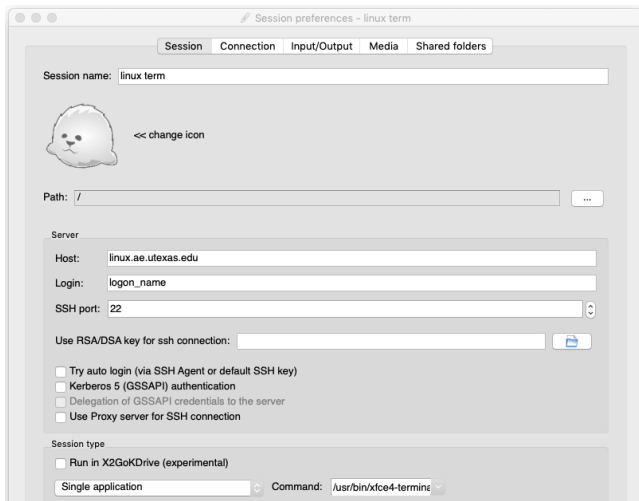 Session preferences - linux term
Session Connection Input/Output Media Shared folders
Session name: linux term
<< change icon
Path: / ...
Server
Host: linux.ae.utexas.edu
Login: logon_name
SSH port: 22
Use RSA/DSA key for ssh connection:
Try auto login (via SSH Agent or default SSH key)
Kerberos 5 (GSSAPI) authentication
Delegation of GSSAPI credentials to the server
Use Proxy server for SSH connection
Session type
Run in X2GoKDrive (experimental)
Single application Command: /usr/bin/xfce4-termina